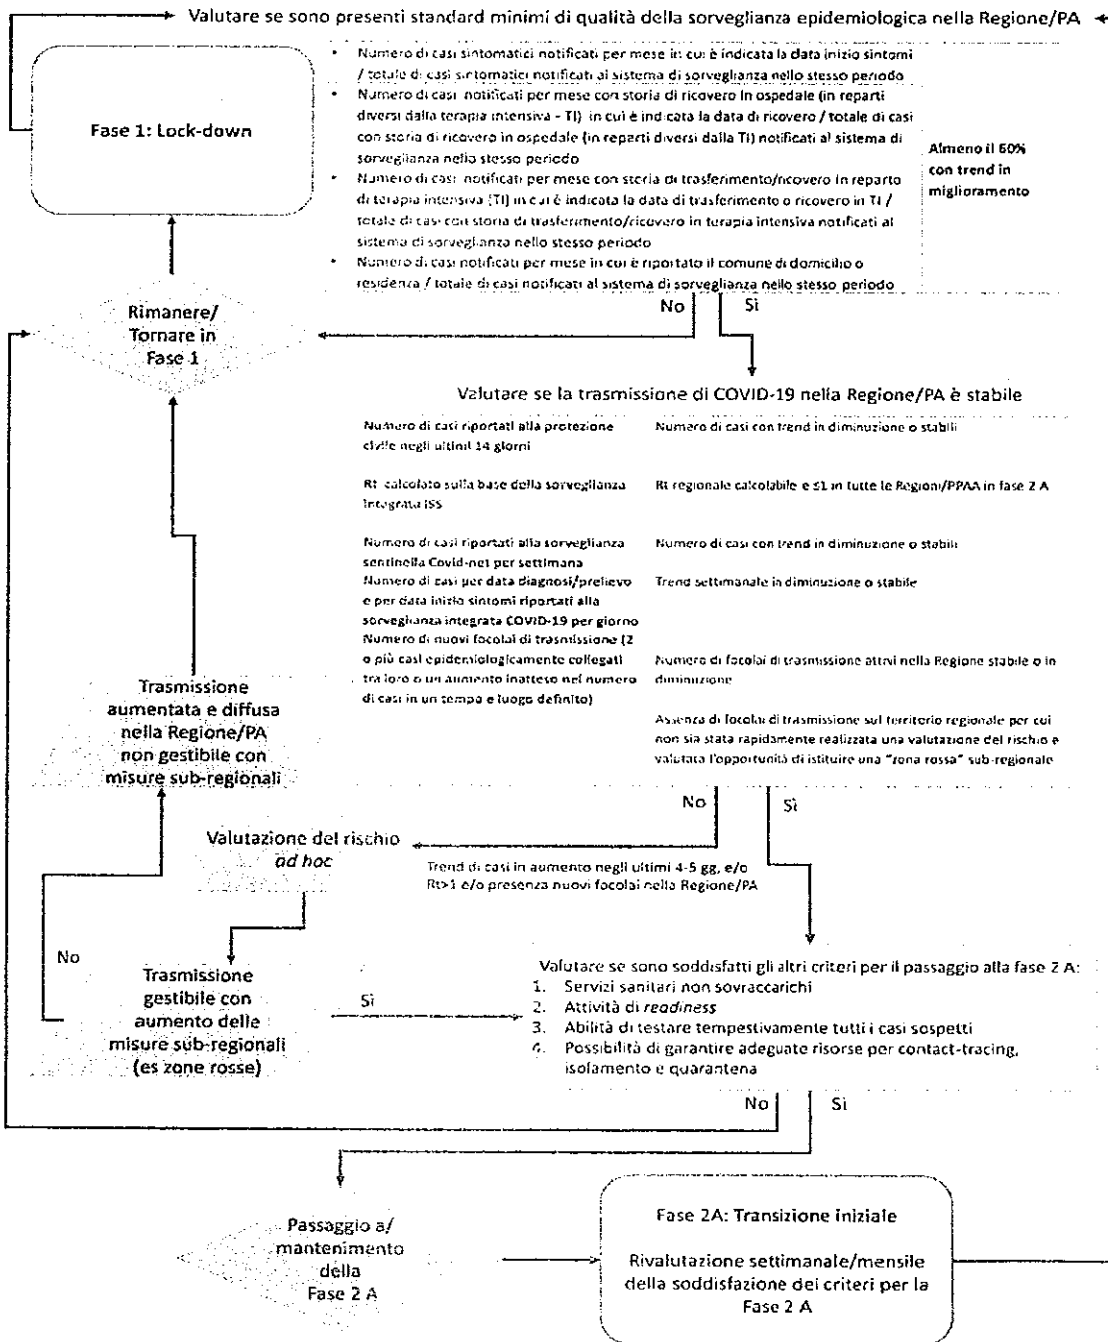 Valutare se sono presenti standard minimi di qualità della sorveglianza epidemiologica nella Regione/PA
Fase 1: Lock-down
• Numero di casi sintomatici notificati per mese in cui è indicata la data inizio sintomi
/ totale di casi sintomatici notificati al sistema di sorveglianza nello stesso periodo
• Numero di casi notificati per mese con storia di ricovero in ospedale (in reparti
diversi dalla terapia intensiva - TI) in cui è indicata la data di ricovero / totale di casi
con storia di ricovero in ospedale (in reparti diversi dalla TI) notificati al sistema di
sorveglianza nello stesso periodo
• Numero di casi notificati per mese con storia di trasferimento/ricovero in reparto
di terapia intensiva (TI) in cui è indicata la data di trasferimento o ricovero in TI /
totale di casi con storia di trasferimento/ricovero in terapia intensiva notificati al
sistema di sorveglianza nello stesso periodo
• Numero di casi notificati per mese in cui è riportato il comune di domicilio o
residenza / totale di casi notificati al sistema di sorveglianza nello stesso periodo
Almeno il 60%
con trend in
miglioramento
No
Sì
Rimanere/
Tornare in
Fase 1
Valutare se la trasmissione di COVID-19 nella Regione/PA è stabile
Numero di casi riportati alla protezione
civile negli ultimi 14 giorni
Numero di casi con trend in diminuzione o stabili
Rt calcolato sulla base della sorveglianza
integrata ISS
Rt regionale calcolabile e ≤1 in tutte le Regioni/PPAA in fase 2 A
Numero di casi riportati alla sorveglianza
sentinella Covid-net per settimana
Numero di casi con trend in diminuzione o stabili
Numero di casi per data diagnosi/prelievo
e per data inizio sintomi riportati alla
sorveglianza integrata COVID-19 per giorno
Trend settimanale in diminuzione o stabile
Numero di nuovi focolai di trasmissione (2
o più casi epidemiologicamente collegati
tra loro o un aumento inatteso nel numero
di casi in un tempo e luogo definito)
Numero di focolai di trasmissione attivi nella Regione stabile o in
diminuzione
Assenza di focolai di trasmissione sul territorio regionale per cui
non sia stata rapidamente realizzata una valutazione del rischio e
valutata l'opportunità di istituire una "zona rossa" sub-regionale
Trasmissione
aumentata e diffusa
nella Regione/PA
non gestibile con
misure sub-regionali
No
Sì
Valutazione del rischio
ad hoc
Trend di casi in aumento negli ultimi 4-5 gg, e/o
Rt>1 e/o presenza nuovi focolai nella Regione/PA
No
Trasmissione
gestibile con
aumento delle
misure sub-regionali
(es zone rosse)
Sì
Valutare se sono soddisfatti gli altri criteri per il passaggio alla fase 2 A:
1. Servizi sanitari non sovraccarichi
2. Attività di readiness
3. Abilità di testare tempestivamente tutti i casi sospetti
4. Possibilità di garantire adeguate risorse per contact-tracing,
isolamento e quarantena
No
Sì
Passaggio a/
mantenimento
della
Fase 2 A
Fase 2A: Transizione iniziale
Rivalutazione settimanale/mensile
della soddisfazione dei criteri per la
Fase 2 A